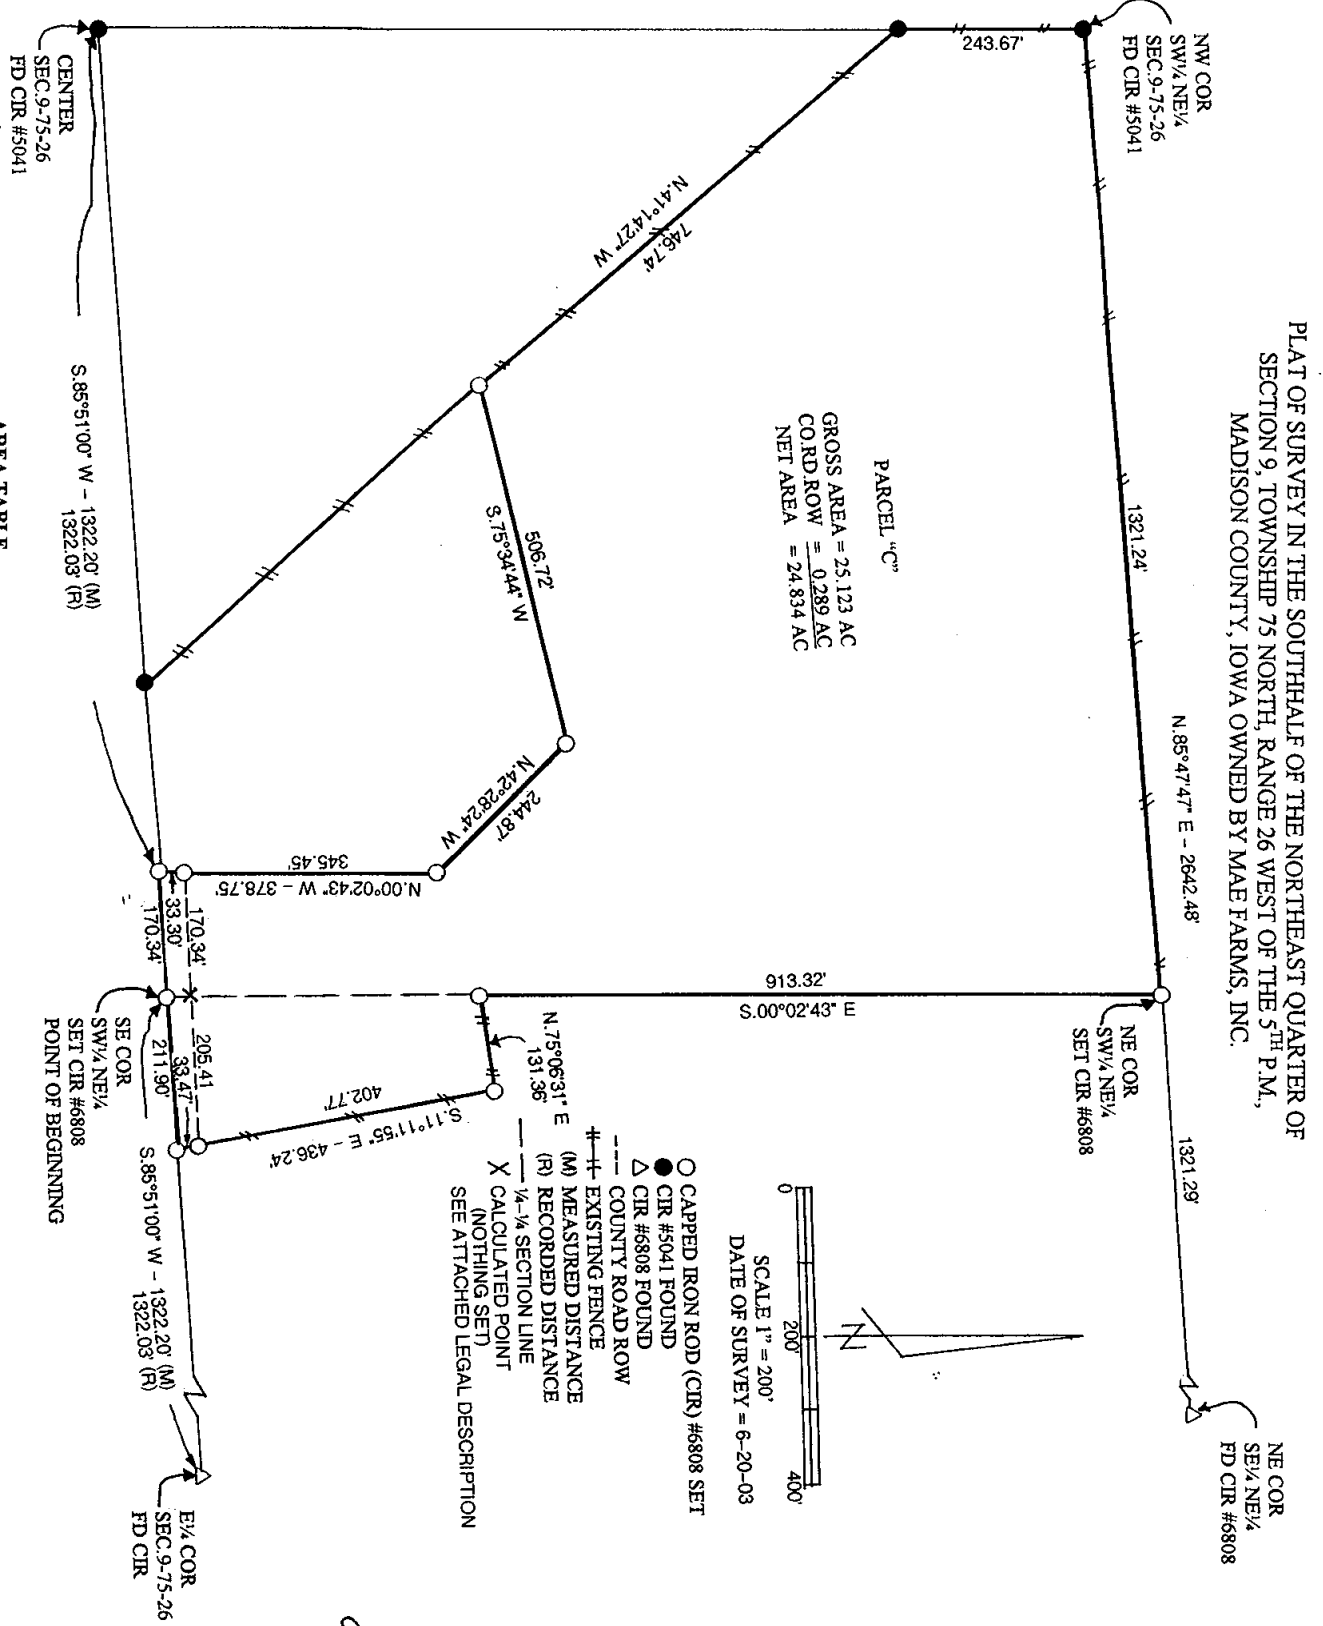 PLAT OF SURVEY IN THE SOUTHHALF OF THE NORTHEAST QUARTER OF
SECTION 9, TOWNSHIP 75 NORTH, RANGE 26 WEST OF THE 5TH P.M.,
MADISON COUNTY, IOWA OWNED BY MAE FARMS, INC.
NW COR
SW¼ NE¼
SEC.9-75-26
FD CIR #5041
243.67'
1321.24'
N.85°47'47" E – 2642.48'
1321.29'
NE COR
SW¼ NE¼
SET CIR #6808
NE COR
SE¼ NE¼
FD CIR #6808
PARCEL "C"
GROSS AREA = 25.123 AC
CO.RD.ROW = 0.289 AC
NET AREA = 24.834 AC
N.41°14'27" W
746.74'
506.72'
S.75°34'44" W
244.87'
N.42°28'24" W
345.45'
N.00°02'43" W – 378.75'
913.32'
S.00°02'43" E
N.75°06'31" E
131.36'
402.77'
S.11°11'55" E – 436.24'
170.34'
33.30'
170.34'
205.41
33.47'
211.90'
CENTER
SEC.9-75-26
FD CIR #5041
S.85°51'00" W – 1322.20' (M)
1322.03' (R)
SE COR
SW¼ NE¼
SET CIR #6808
POINT OF BEGINNING
S.85°51'00" W – 1322.20' (M)
1322.03' (R)
E¼ COR
SEC.9-75-26
FD CIR
0
200'
400'
SCALE 1" = 200'
DATE OF SURVEY = 6-20-03
N
CAPPED IRON ROD (CIR) #6808 SET
CIR #5041 FOUND
CIR #6808 FOUND
COUNTY ROAD ROW
EXISTING FENCE
(M) MEASURED DISTANCE
(R) RECORDED DISTANCE
¼-¼ SECTION LINE
X CALCULATED POINT
(NOTHING SET)
SEE ATTACHED LEGAL DESCRIPTION
AREA TABLE